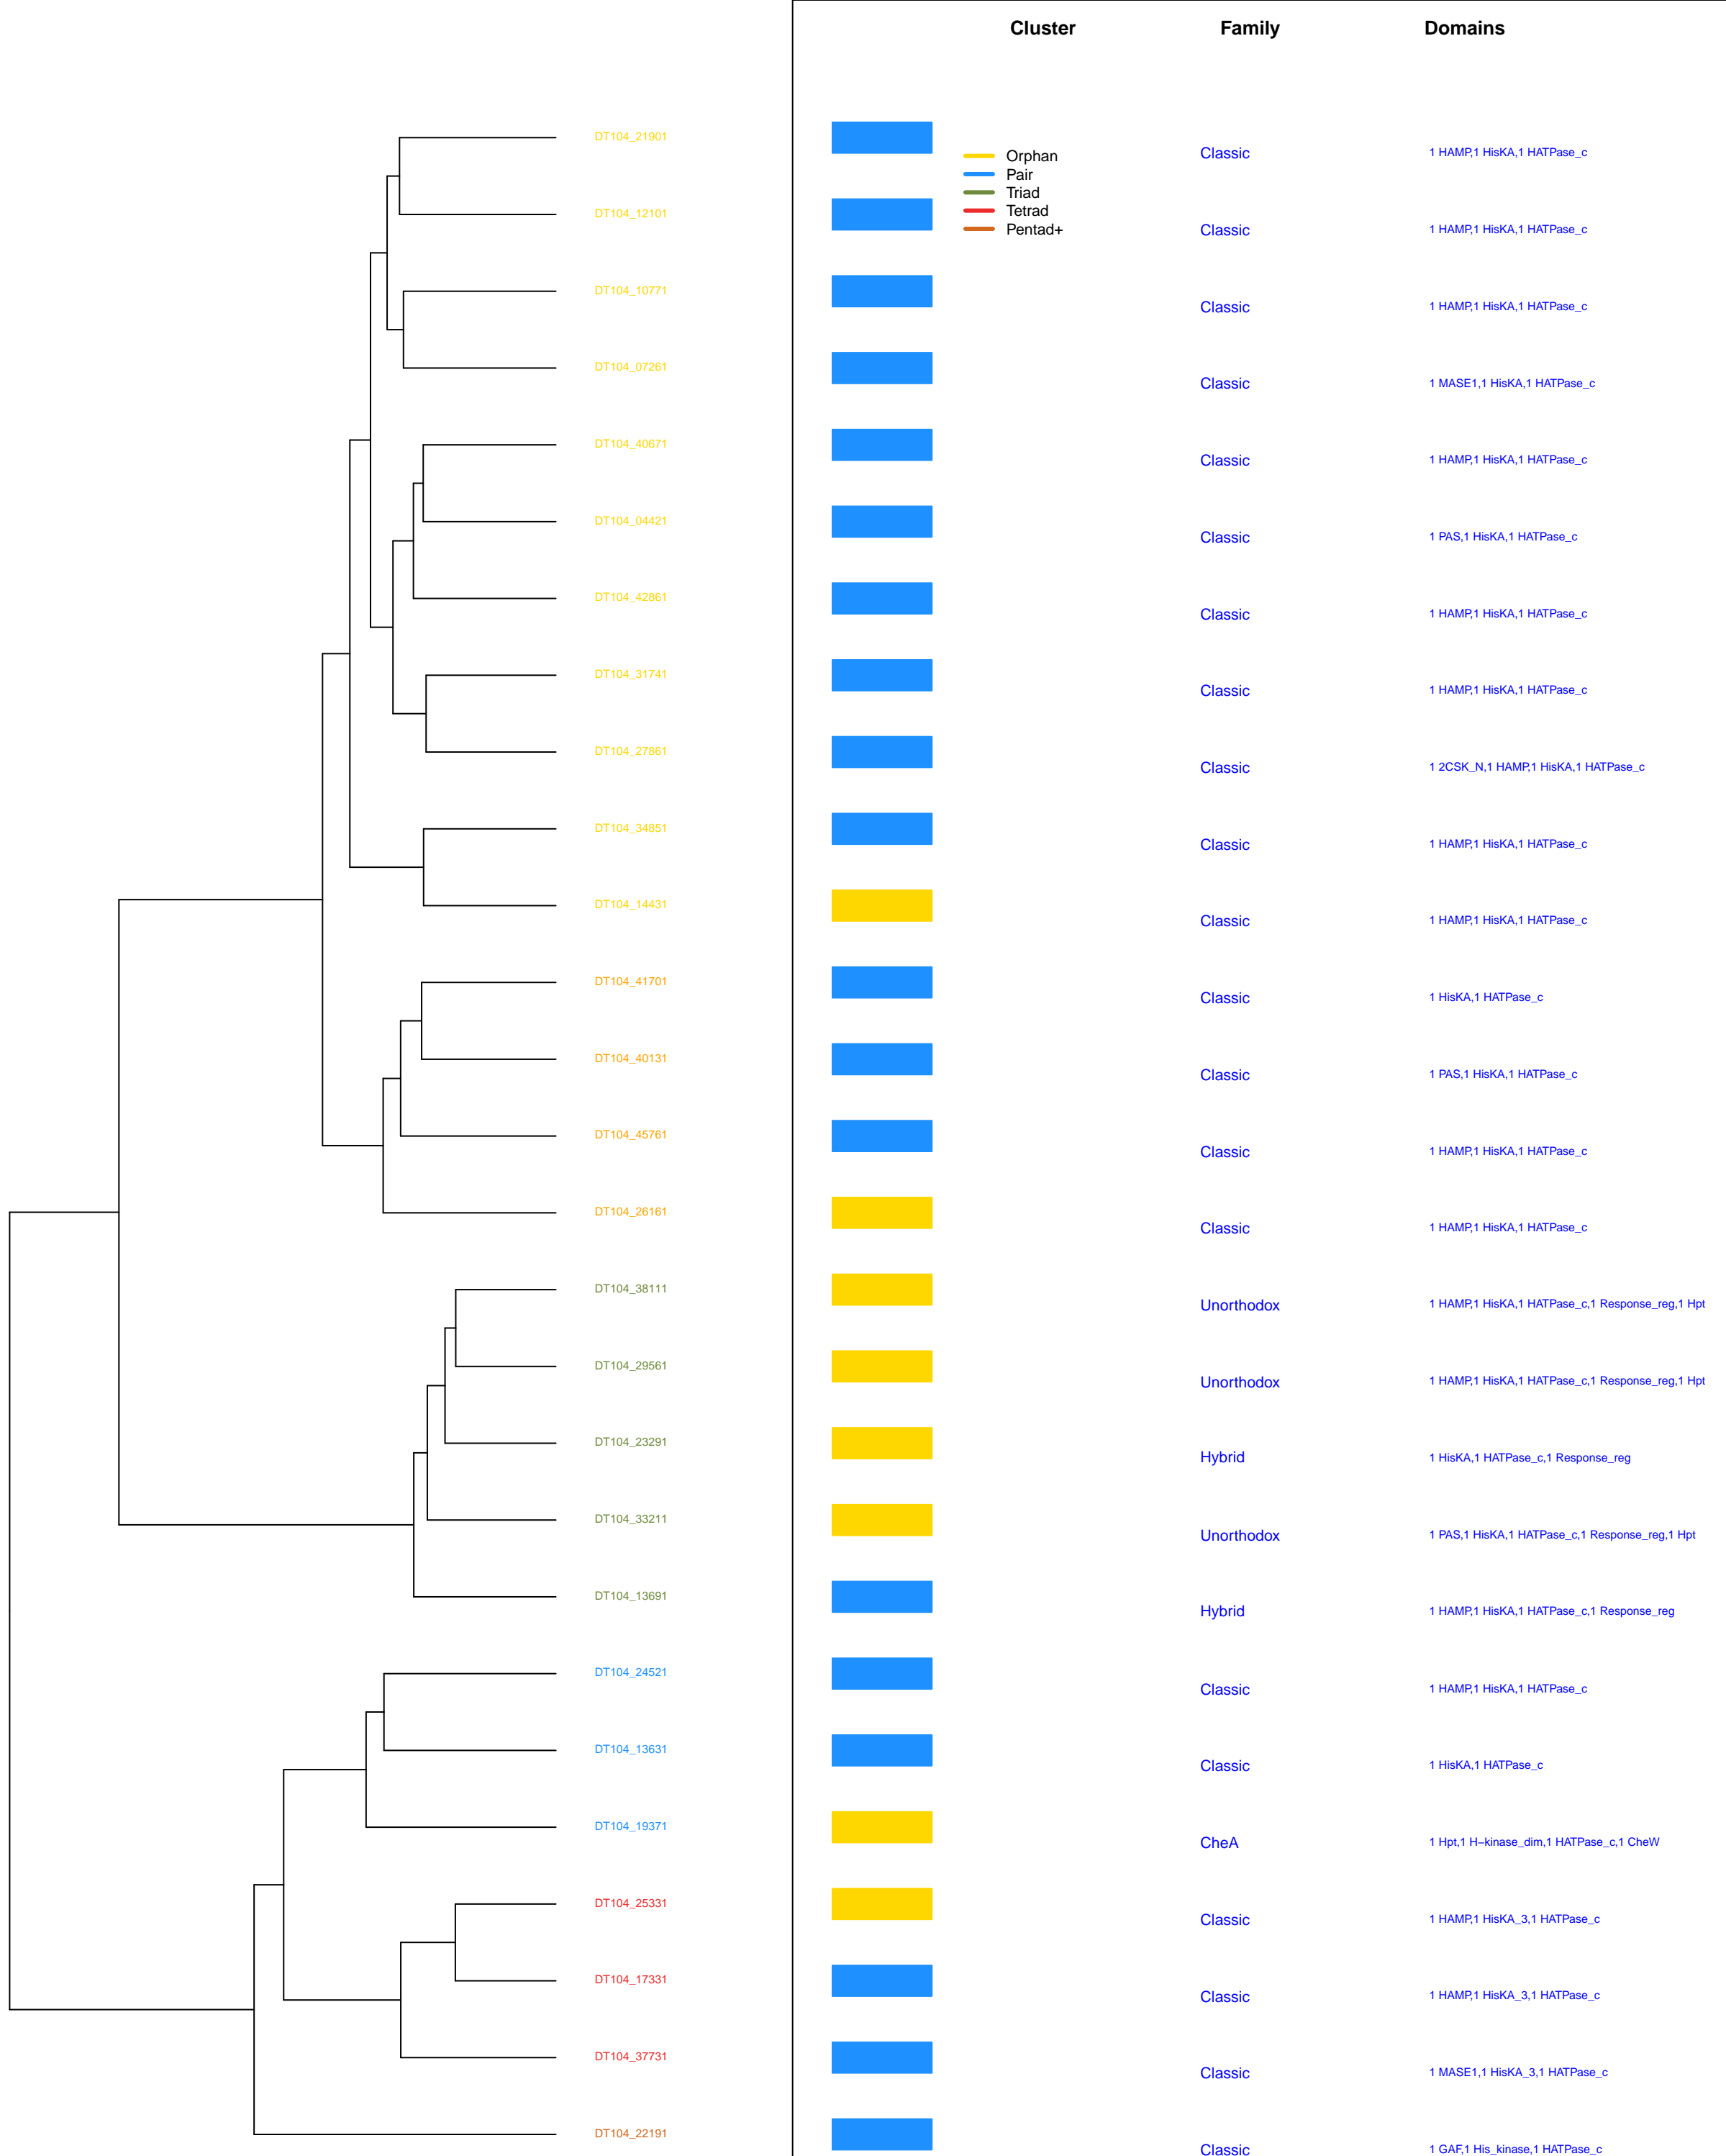 Cluster Family Domains
DT104_21901 Classic 1 HAMP,1 HisKA,1 HATPase_c
Orphan
Pair
Triad
Tetrad
Pentad+
DT104_12101 Classic 1 HAMP,1 HisKA,1 HATPase_c
DT104_10771 Classic 1 HAMP,1 HisKA,1 HATPase_c
DT104_07261 Classic 1 MASE1,1 HisKA,1 HATPase_c
DT104_40671 Classic 1 HAMP,1 HisKA,1 HATPase_c
DT104_04421 Classic 1 PAS,1 HisKA,1 HATPase_c
DT104_42861 Classic 1 HAMP,1 HisKA,1 HATPase_c
DT104_31741 Classic 1 HAMP,1 HisKA,1 HATPase_c
DT104_27861 Classic 1 2CSK_N,1 HAMP,1 HisKA,1 HATPase_c
DT104_34851 Classic 1 HAMP,1 HisKA,1 HATPase_c
DT104_14431 Classic 1 HAMP,1 HisKA,1 HATPase_c
DT104_41701 Classic 1 HisKA,1 HATPase_c
DT104_40131 Classic 1 PAS,1 HisKA,1 HATPase_c
DT104_45761 Classic 1 HAMP,1 HisKA,1 HATPase_c
DT104_26161 Classic 1 HAMP,1 HisKA,1 HATPase_c
DT104_38111 Unorthodox 1 HAMP,1 HisKA,1 HATPase_c,1 Response_reg,1 Hpt
DT104_29561 Unorthodox 1 HAMP,1 HisKA,1 HATPase_c,1 Response_reg,1 Hpt
DT104_23291 Hybrid 1 HisKA,1 HATPase_c,1 Response_reg
DT104_33211 Unorthodox 1 PAS,1 HisKA,1 HATPase_c,1 Response_reg,1 Hpt
DT104_13691 Hybrid 1 HAMP,1 HisKA,1 HATPase_c,1 Response_reg
DT104_24521 Classic 1 HAMP,1 HisKA,1 HATPase_c
DT104_13631 Classic 1 HisKA,1 HATPase_c
DT104_19371 CheA 1 Hpt,1 H−kinase_dim,1 HATPase_c,1 CheW
DT104_25331 Classic 1 HAMP,1 HisKA_3,1 HATPase_c
DT104_17331 Classic 1 HAMP,1 HisKA_3,1 HATPase_c
DT104_37731 Classic 1 MASE1,1 HisKA_3,1 HATPase_c
DT104_22191 Classic 1 GAF,1 His_kinase,1 HATPase_c